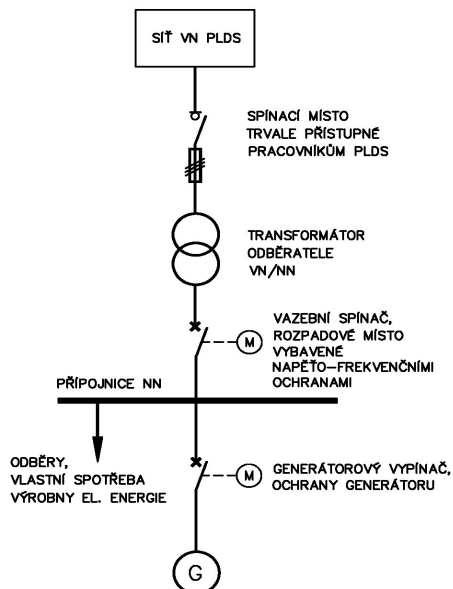 SÍŤ VN PLDS
SPÍNACÍ MÍSTO
TRVALE PŘÍSTUPNÉ
PRACOVNÍKŮM PLDS
TRANSFORMÁTOR
ODBĚRATELE
VN/NN
VAZEBNÍ SPÍNAČ,
ROZPADOVÉ MÍSTO
VYBAVENÉ
NAPĚŤO-FREKVENČNÍMI
OCHRANAMI
M
PŘÍPOJNICE NN
ODBĚRY,
VLASTNÍ SPOTŘEBA
VÝROBNY EL. ENERGIE
M
GENERÁTOROVÝ VYPÍNAČ,
OCHRANY GENERÁTORU
G